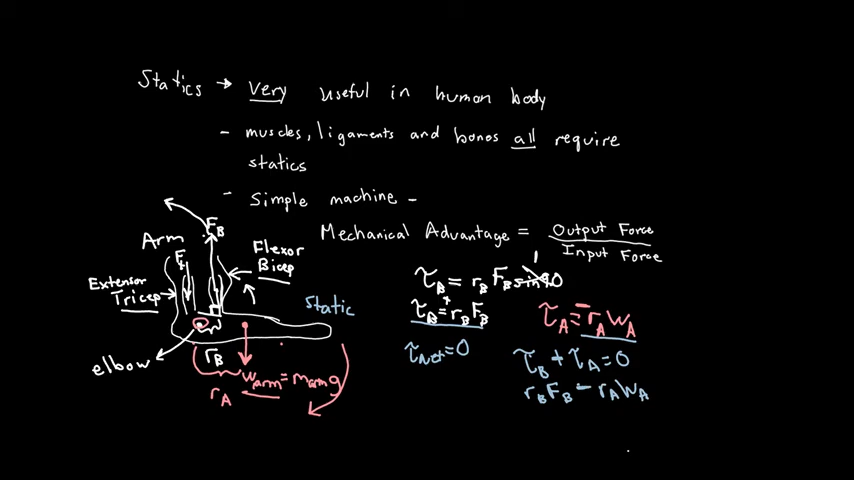 Statics → Very useful in human body
- muscles, ligaments and bonos all require
statics
- Simple machine -
Mechanical Advantage = Output Force / Input Force
Arm
F_B
Flexor
Bicep
Extensor
Tricep
F_t
elbow
static
r_B
W_arm = m_arm g
r_A
τ_B = r_B F_B sin 90
1
τ_B = + r_B F_B
τ_Net = 0
τ_A = - r_A W_A
τ_B + τ_A = 0
r_B F_B - r_A W_A